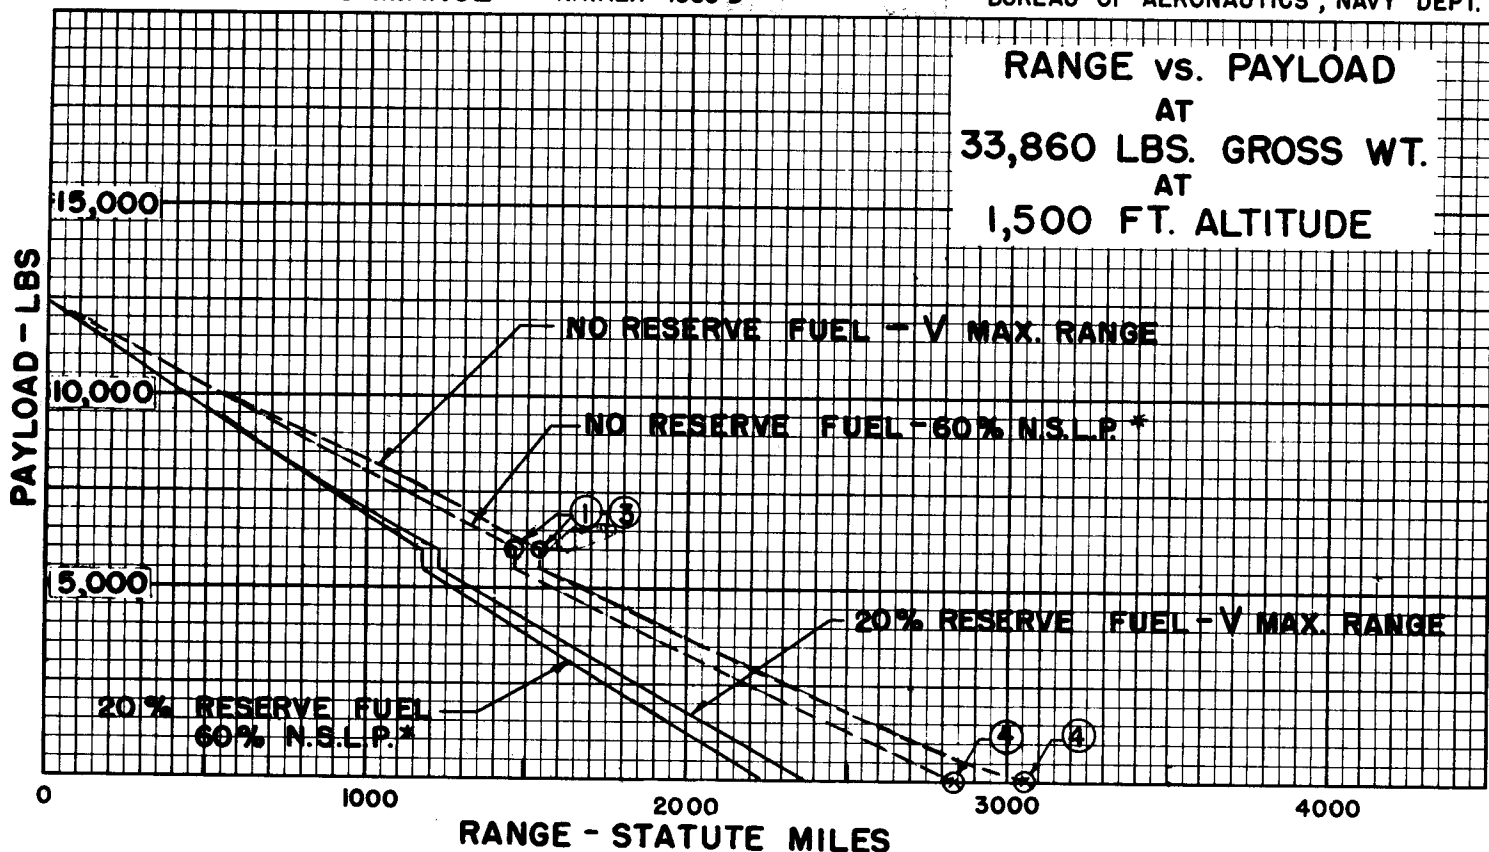 BUREAU OF AERONAUTICS, NAVY DEPT.
RANGE vs. PAYLOAD
AT
33,860 LBS. GROSS WT.
AT
1,500 FT. ALTITUDE
PAYLOAD - LBS
15,000
10,000
5,000
NO RESERVE FUEL - V MAX. RANGE
NO RESERVE FUEL - 60% N.S.L.P. *
1 3
20% RESERVE FUEL - V MAX. RANGE
20% RESERVE FUEL
60% N.S.L.P. *
4 4
0 1000 2000 3000 4000
RANGE - STATUTE MILES